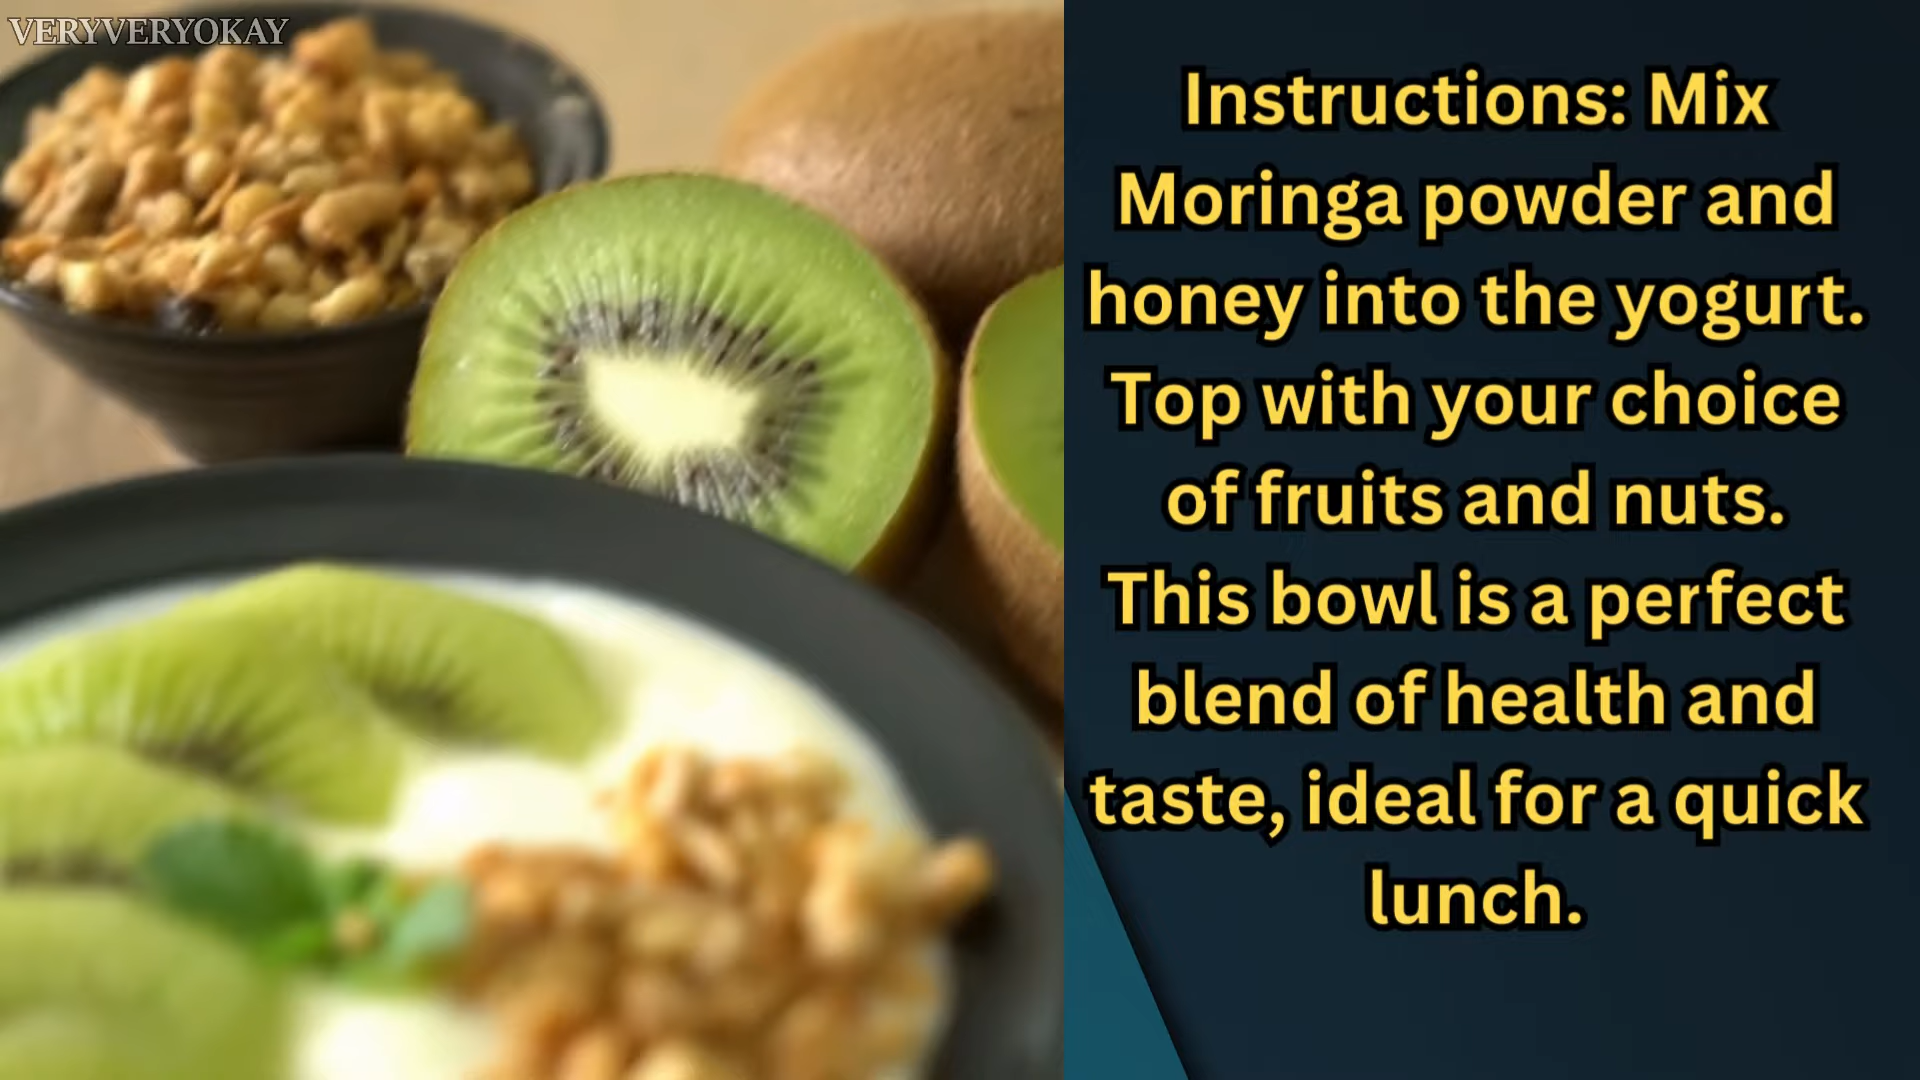 VERYVERYOKAY
Instructions: Mix
Moringa powder and
honey into the yogurt.
Top with your choice
of fruits and nuts.
This bowl is a perfect
blend of health and
taste, ideal for a quick
lunch.